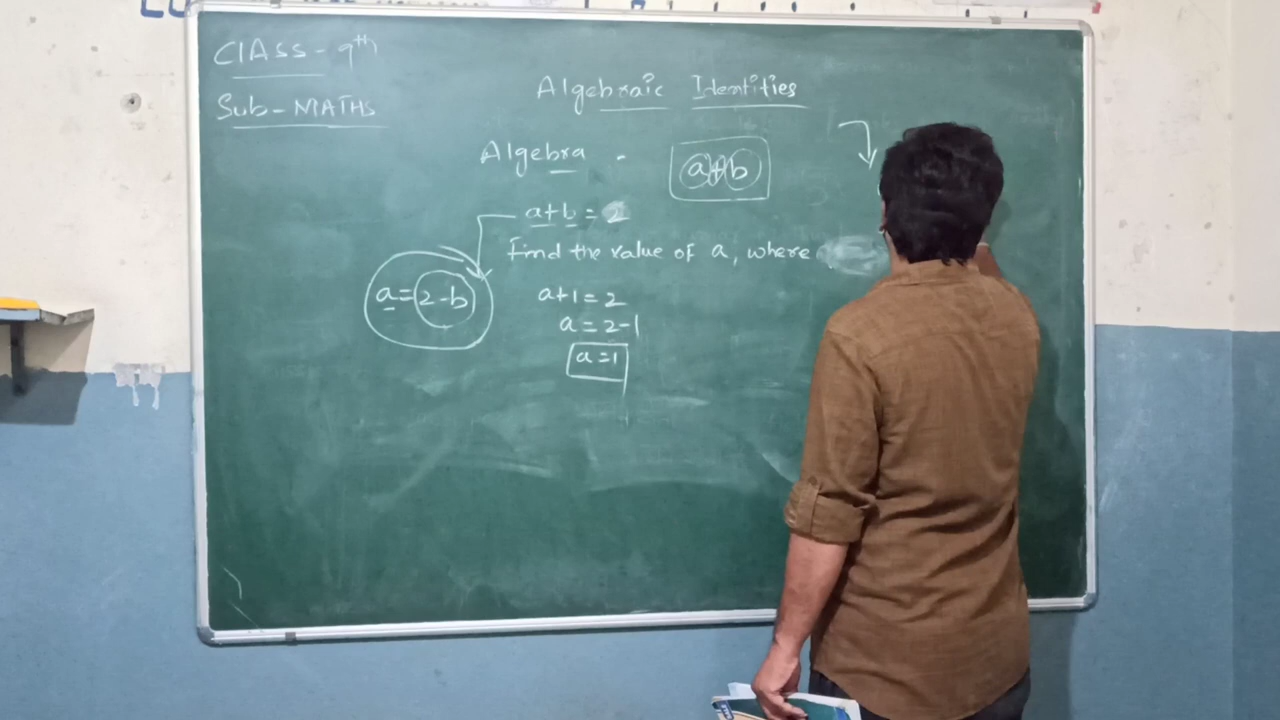 CLASS - 9th
Sub - MATHS
Algebraic Identities
Algebra -
a+b
a+b = 2
Find the value of a, where
a = 2-b
a+1 = 2
a = 2-1
a = 1